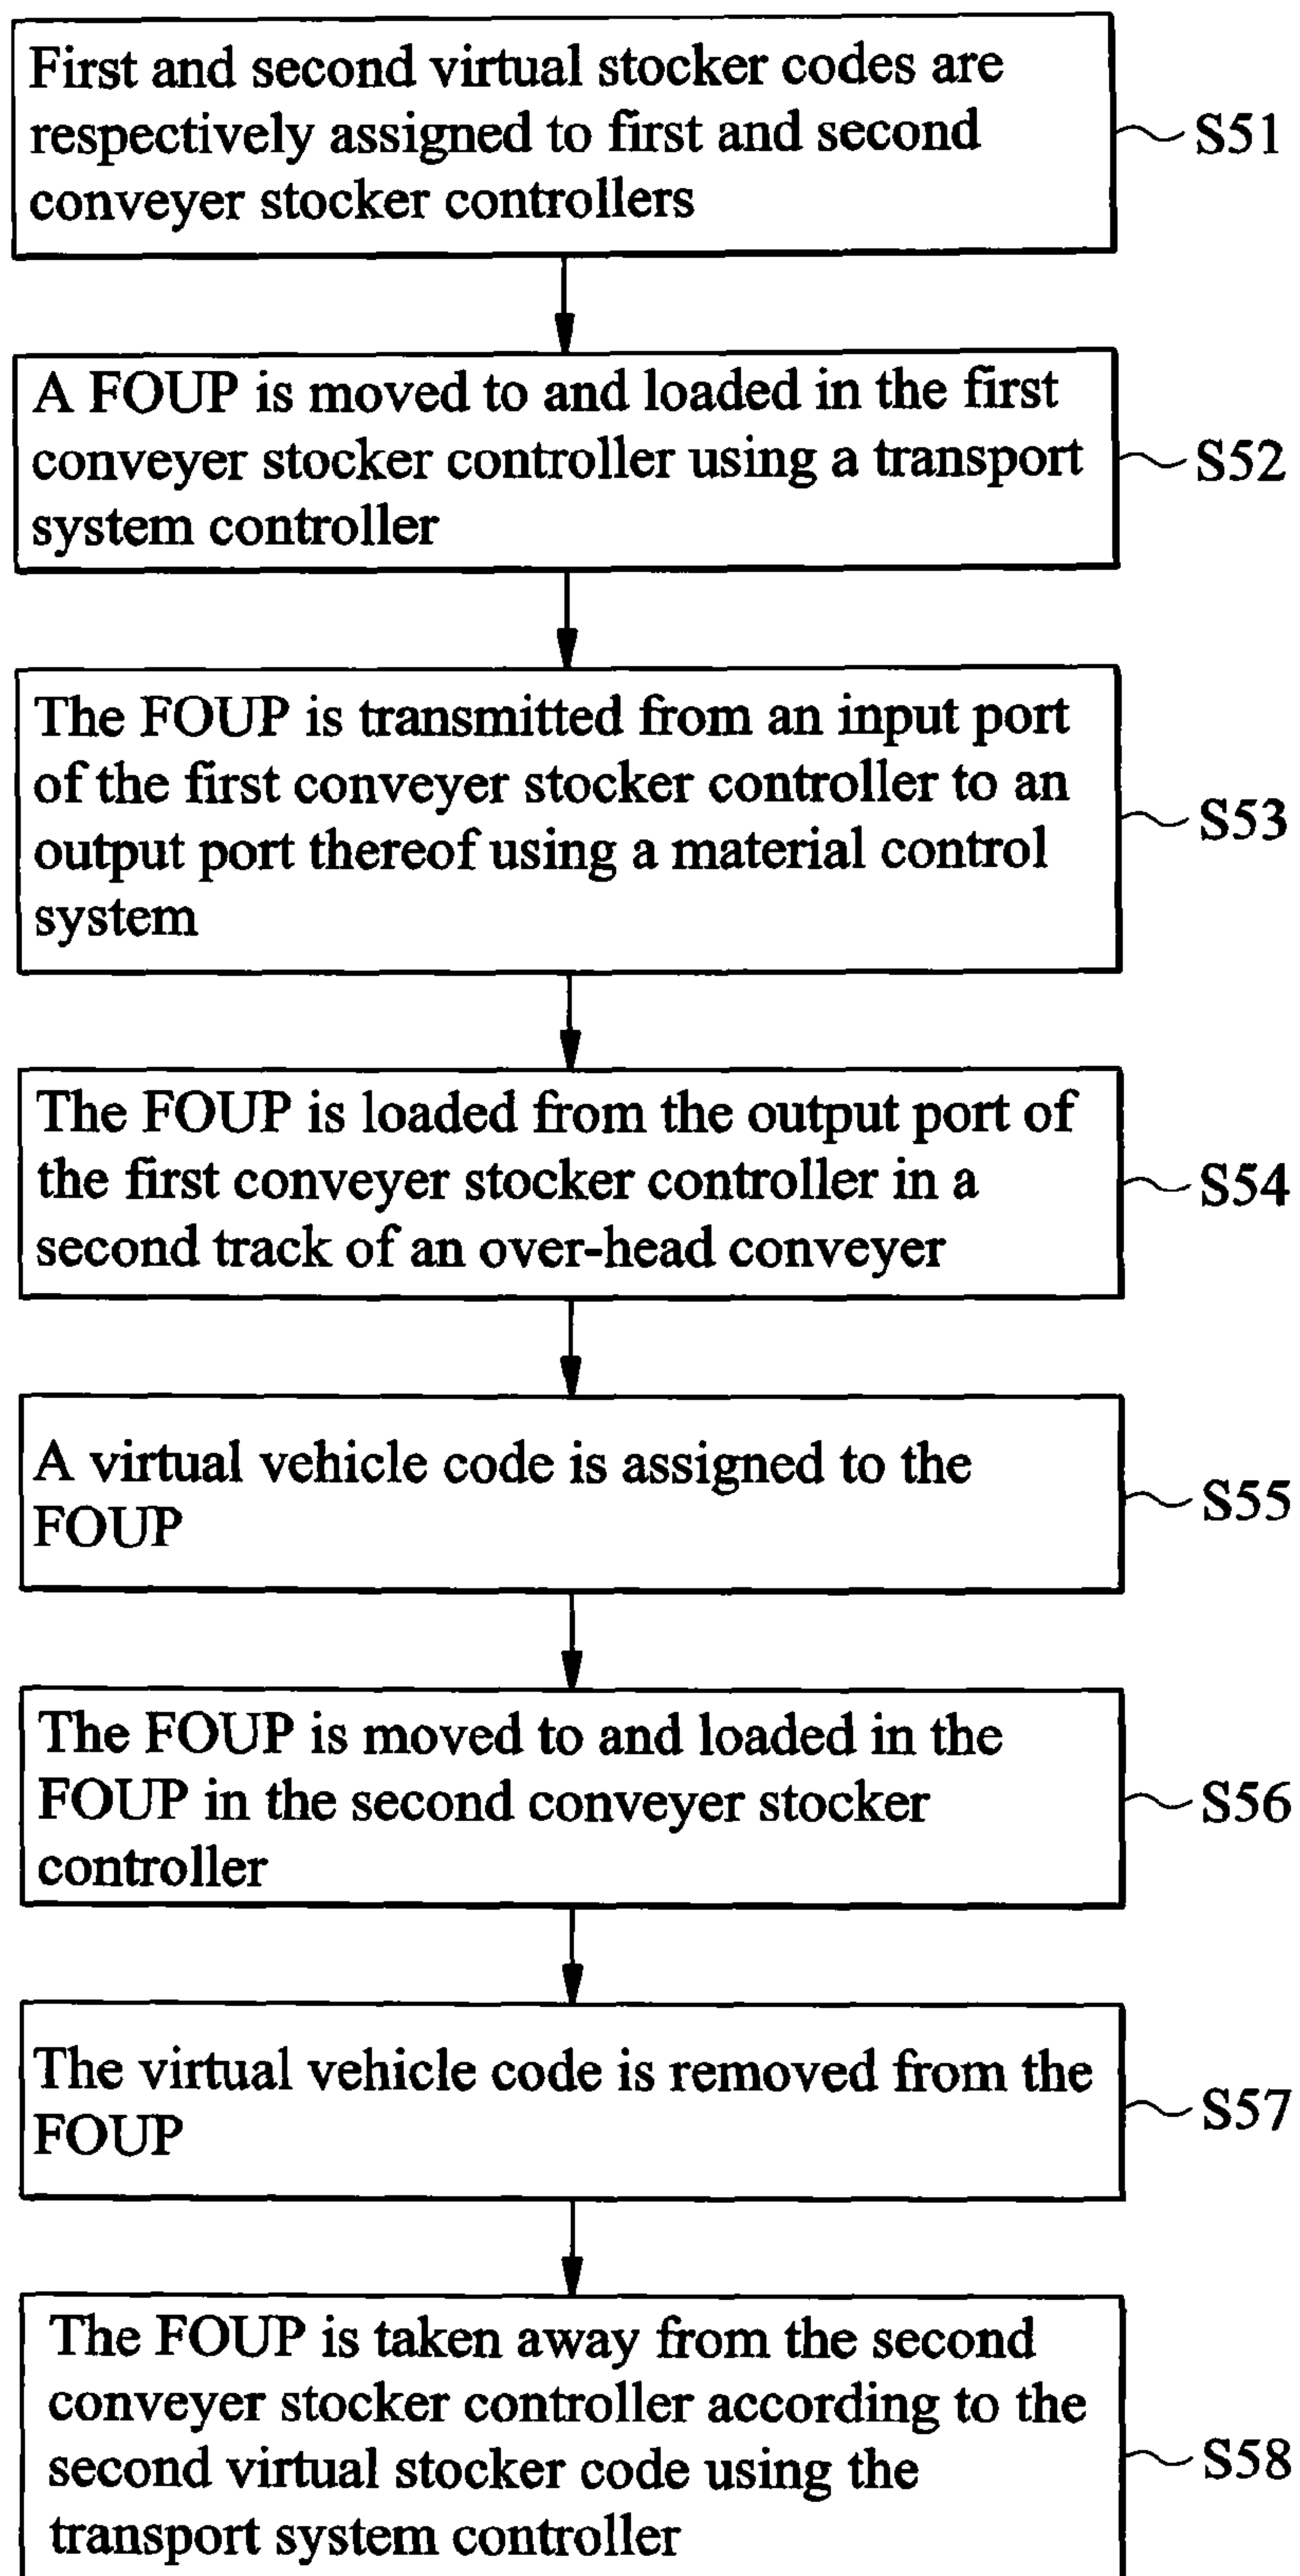 First and second virtual stocker codes are
respectively assigned to first and second
conveyer stocker controllers
S51
A FOUP is moved to and loaded in the first
conveyer stocker controller using a transport
system controller
S52
The FOUP is transmitted from an input port
of the first conveyer stocker controller to an
output port thereof using a material control
system
S53
The FOUP is loaded from the output port of
the first conveyer stocker controller in a
second track of an over-head conveyer
S54
A virtual vehicle code is assigned to the
FOUP
S55
The FOUP is moved to and loaded in the
FOUP in the second conveyer stocker
controller
S56
The virtual vehicle code is removed from the
FOUP
S57
The FOUP is taken away from the second
conveyer stocker controller according to the
second virtual stocker code using the
transport system controller
S58